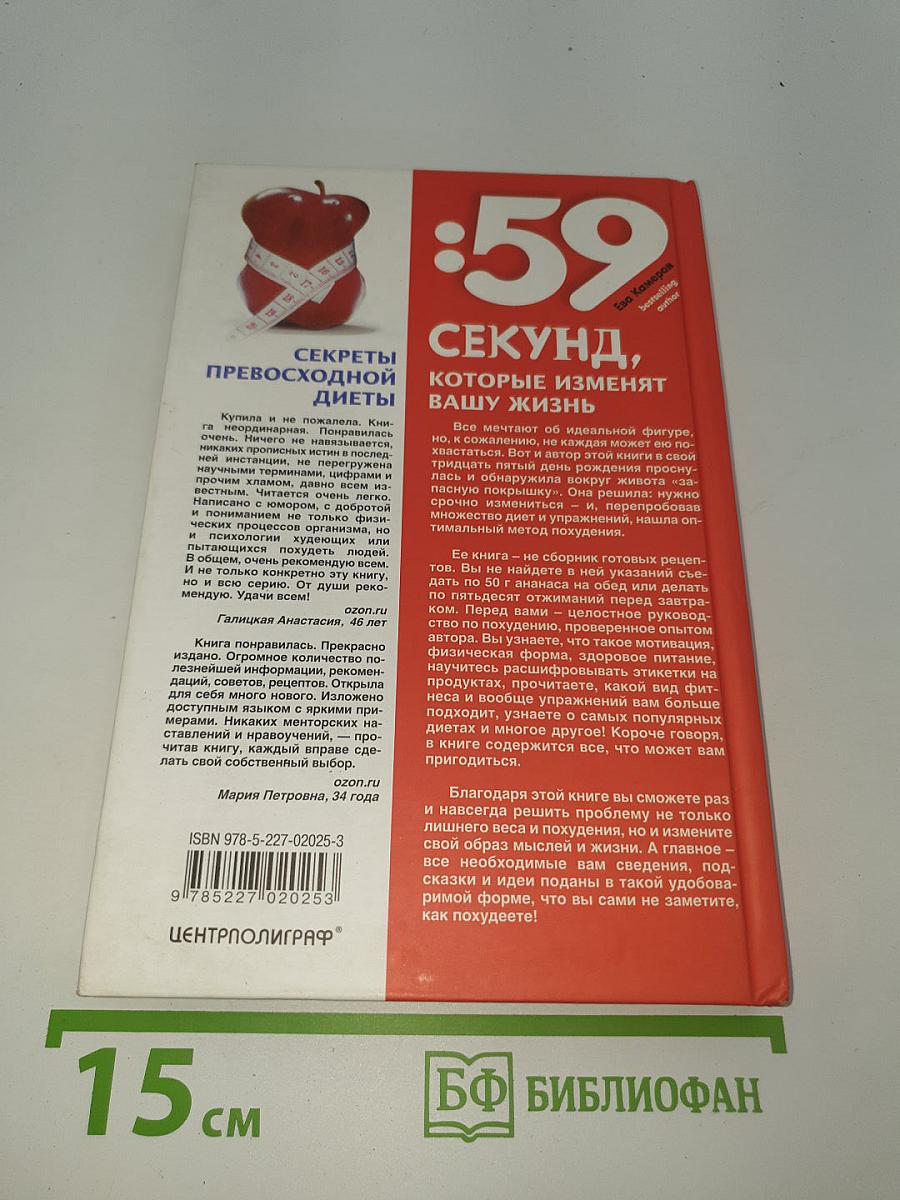 СЕКРЕТЫ
ПРЕВОСХОДНОЙ
ДИЕТЫ
Купила и не пожалела. Кни-
га неординарная. Понравилась
очень. Ничего не навязывается,
никаких прописных истин в послед-
ней инстанции, не перегружена
научными терминами, цифрами и
прочим хламом, давно всем из-
вестным. Читается очень легко.
Написано с юмором, с добротой
и пониманием не только физи-
ческих процессов организма, но
и психологии худеющих или
пытающихся похудеть людей.
В общем, очень рекомендую всем.
И не только конкретно эту книгу,
но и всю серию. От души реко-
мендую. Удачи всем!
ozon.ru
Галицкая Анастасия, 46 лет
Книга понравилась. Прекрасно
издано. Огромное количество по-
лезнейшей информации, рекомен-
даций, советов, рецептов. Открыла
для себя много нового. Изложено
доступным языком с яркими при-
мерами. Никаких менторских на-
ставлений и нравоучений, — про-
читав книгу, каждый вправе сде-
лать свой собственный выбор.
ozon.ru
Мария Петровна, 34 года
ISBN 978-5-227-02025-3
9 785227 020253
ЦЕНТРПОЛИГРАФ®
:59
Ева Камерон
bestselling
author
СЕКУНД,
КОТОРЫЕ ИЗМЕНЯТ
ВАШУ ЖИЗНЬ
Все мечтают об идеальной фигуре,
но, к сожалению, не каждая может ею по-
хвастаться. Вот и автор этой книги в свой
тридцать пятый день рождения просну-
лась и обнаружила вокруг живота «за-
пасную покрышку». Она решила: нужно
срочно измениться – и, перепробовав
множество диет и упражнений, нашла оп-
тимальный метод похудения.
Ее книга – не сборник готовых рецеп-
тов. Вы не найдете в ней указаний съе-
дать по 50 г ананаса на обед или делать
по пятьдесят отжиманий перед завтра-
ком. Перед вами – целостное руковод-
ство по похудению, проверенное опытом
автора. Вы узнаете, что такое мотивация,
физическая форма, здоровое питание,
научитесь расшифровывать этикетки на
продуктах, прочитаете, какой вид фит-
неса и вообще упражнений вам больше
подходит, узнаете о самых популярных
диетах и многое другое! Короче говоря,
в книге содержится все, что может вам
пригодиться.
Благодаря этой книге вы сможете раз
и навсегда решить проблему не только
лишнего веса и похудения, но и измените
свой образ мыслей и жизни. А главное –
все необходимые вам сведения, под-
сказки и идеи поданы в такой удобова-
римой форме, что вы сами не заметите,
как похудеете!
15 см
БФ БИБЛИОФАН